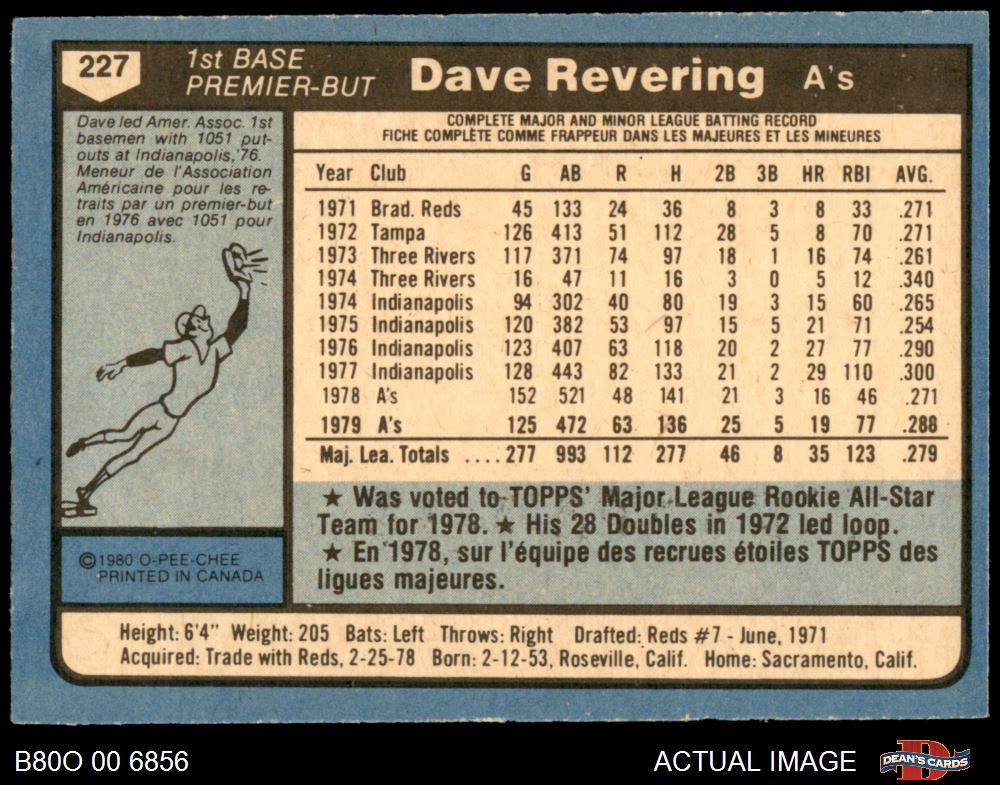 227
1st BASE
PREMIER-BUT
Dave Revering A's
Dave led Amer. Assoc. 1st
basemen with 1051 put-
outs at Indianapolis,'76.
Meneur de l'Association
Américaine pour les re-
traits par un premier-but
en 1976 avec 1051 pour
Indianapolis.
COMPLETE MAJOR AND MINOR LEAGUE BATTING RECORD
FICHE COMPLÈTE COMME FRAPPEUR DANS LES MAJEURES ET LES MINEURES
Year Club G AB R H 2B 3B HR RBI AVG.
1971 Brad. Reds 45 133 24 36 8 3 8 33 .271
1972 Tampa 126 413 51 112 28 5 8 70 .271
1973 Three Rivers 117 371 74 97 18 1 16 74 .261
1974 Three Rivers 16 47 11 16 3 0 5 12 .340
1974 Indianapolis 94 302 40 80 19 3 15 60 .265
1975 Indianapolis 120 382 53 97 15 5 21 71 .254
1976 Indianapolis 123 407 63 118 20 2 27 77 .290
1977 Indianapolis 128 443 82 133 21 2 29 110 .300
1978 A's 152 521 48 141 21 3 16 46 .271
1979 A's 125 472 63 136 25 5 19 77 .288
Maj. Lea. Totals ....277 993 112 277 46 8 35 123 .279
★ Was voted to TOPPS' Major League Rookie All-Star
Team for 1978. ★ His 28 Doubles in 1972 led loop.
★ En 1978, sur l'équipe des recrues étoiles TOPPS des
ligues majeures.
©1980 O-PEE-CHEE
PRINTED IN CANADA
Height: 6'4" Weight: 205 Bats: Left Throws: Right Drafted: Reds #7 - June, 1971
Acquired: Trade with Reds, 2-25-78 Born: 2-12-53, Roseville, Calif. Home: Sacramento, Calif.
B80O 00 6856
ACTUAL IMAGE
D
DEAN'S CARDS